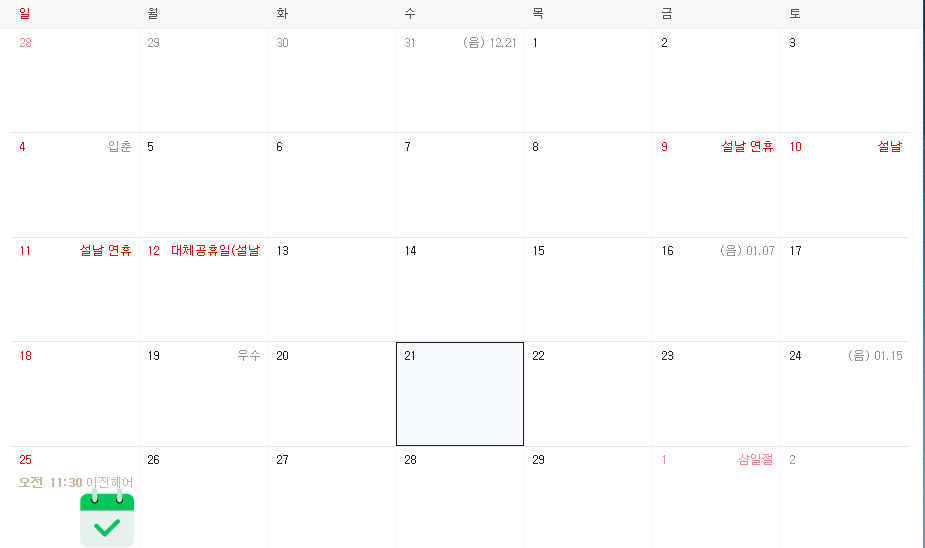 일 월 화 수 목 금 토
28 29 30 31 (음) 12.21 1 2 3
4 입춘 5 6 7 8 9 설날 연휴 10 설날
11 설날 연휴 12 대체공휴일(설날 13 14 15 16 (음) 01.07 17
18 19 우수 20 21 22 23 24 (음) 01.15
25 26 27 28 29 1 삼일절 2
오전 11:30 이진헤어